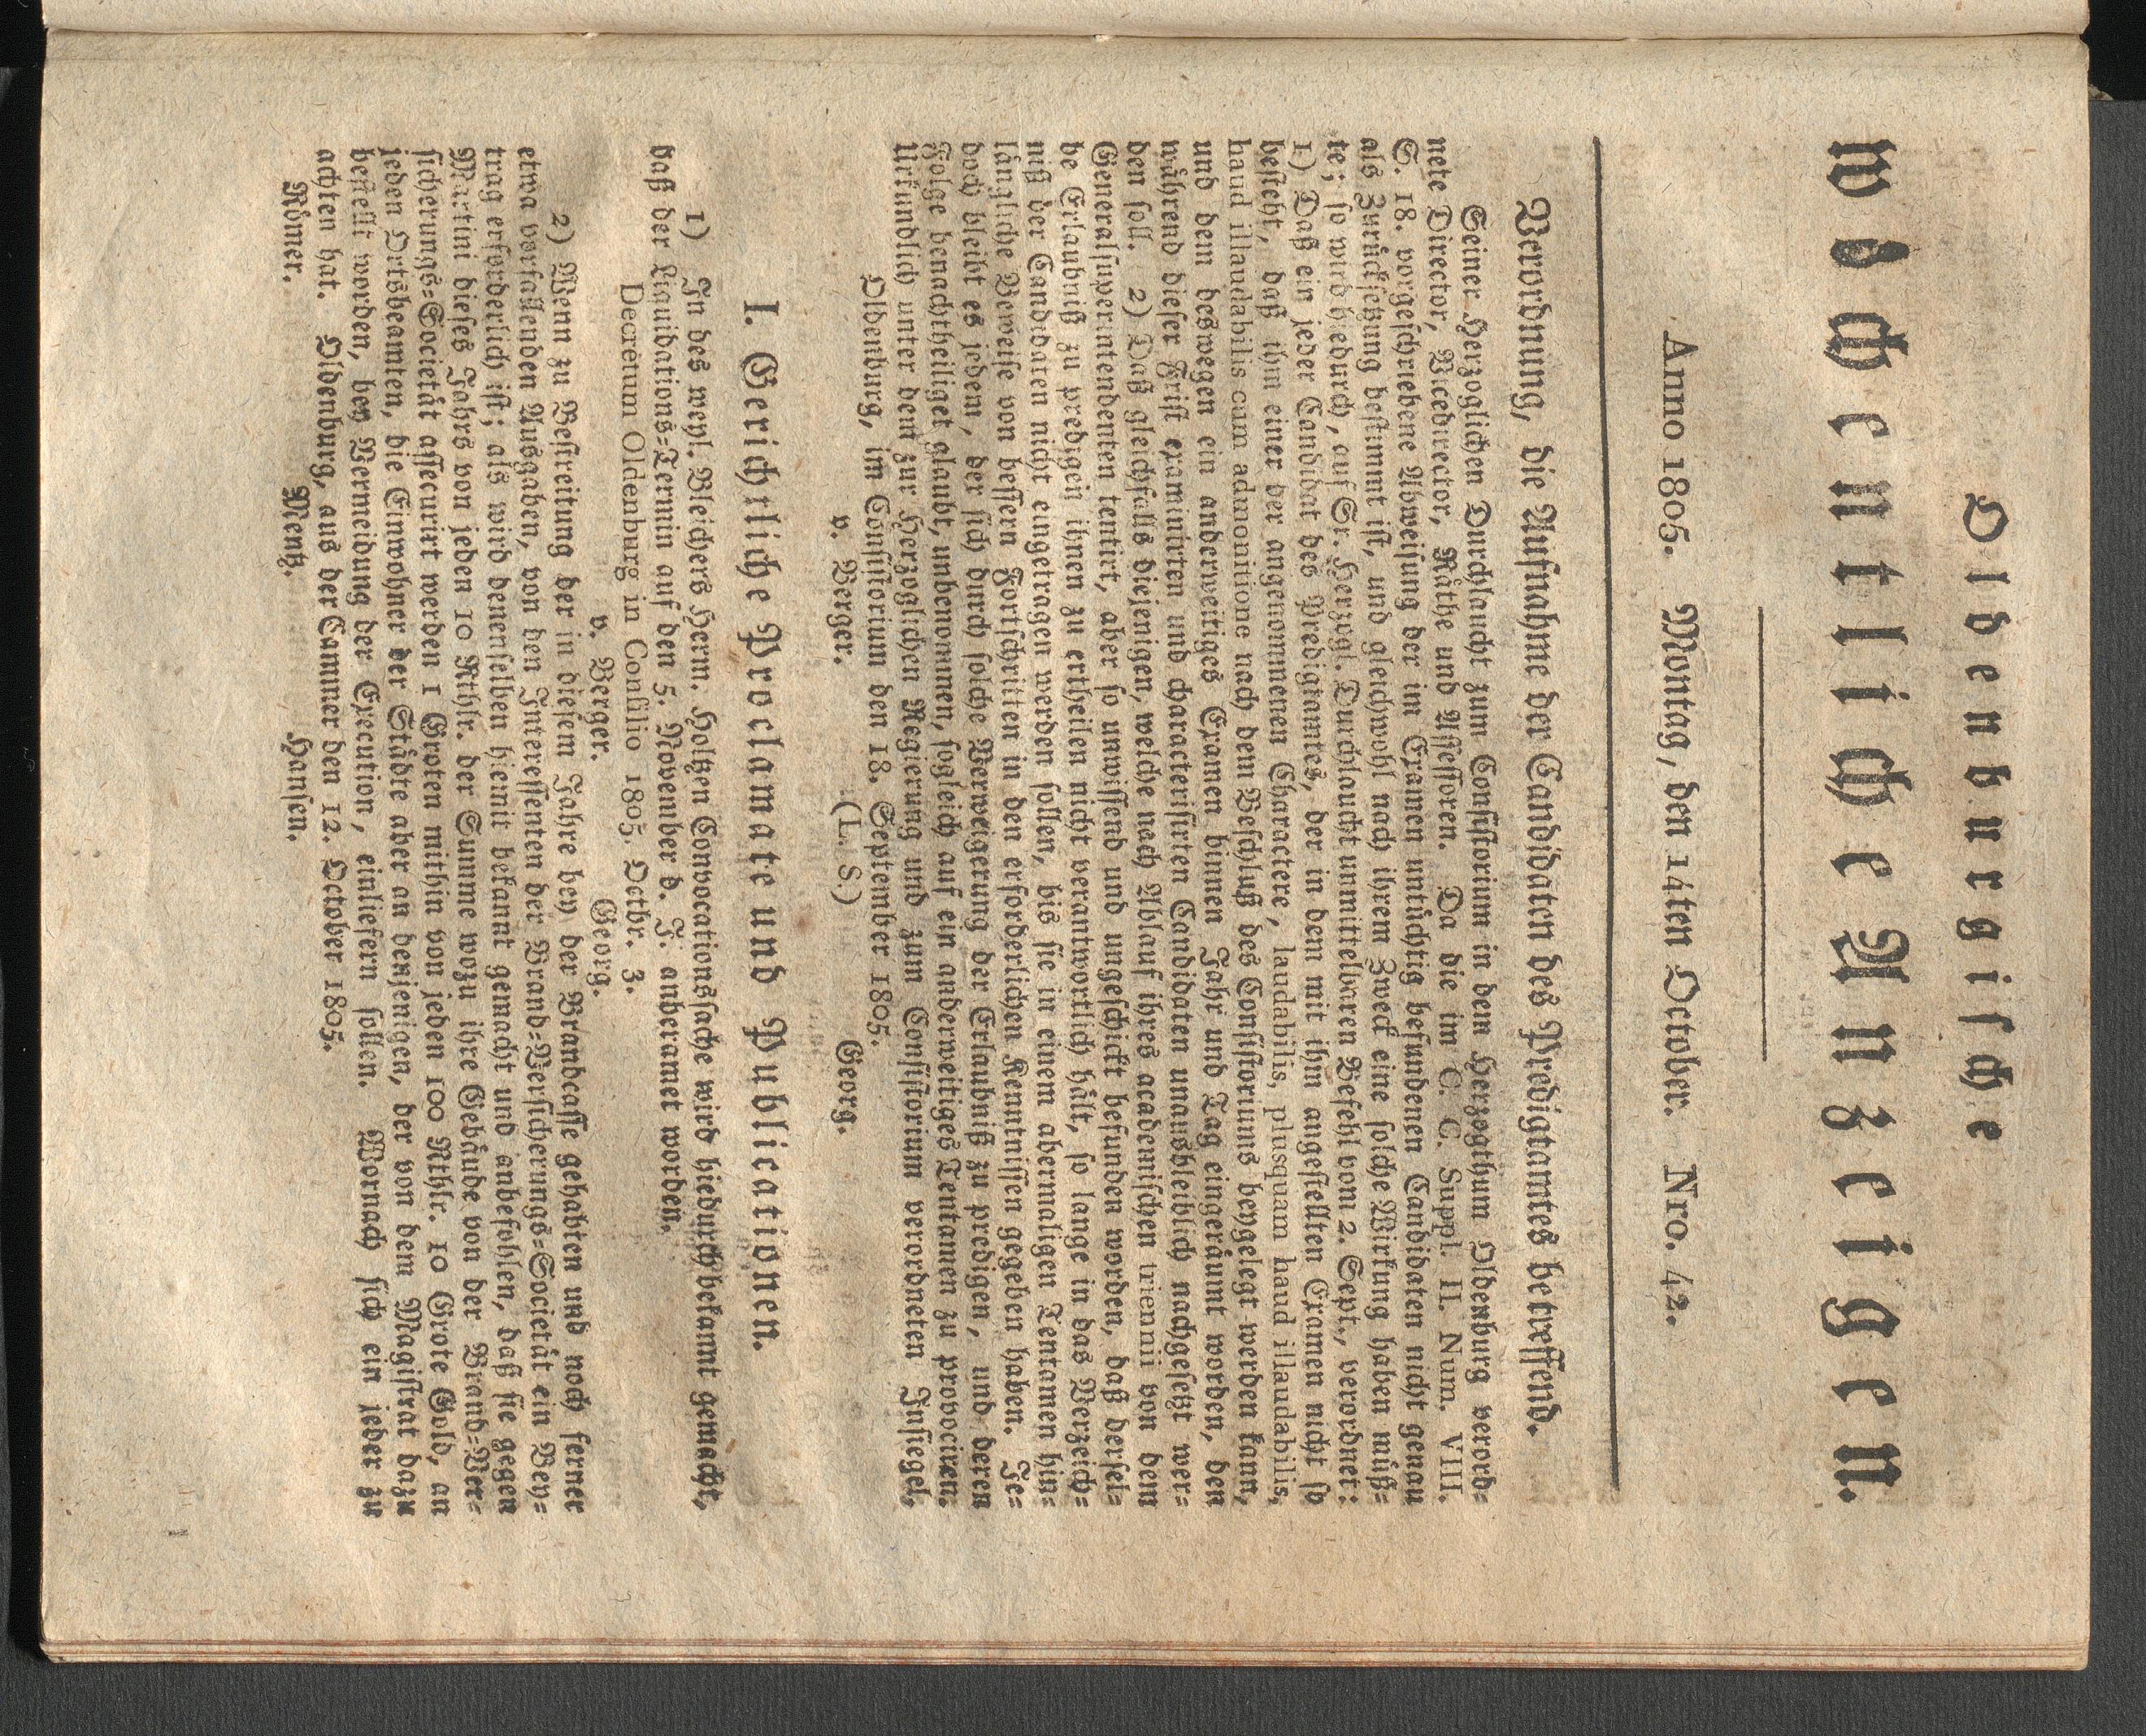 Oldenburgische
wöchentliche Anzeigen.
Anno 1805. Montag, den 14ten October. Nro. 42.
Verordnung, die Aufnahme der Candidaten des Predigtamtes betreffend.
Seiner Herzoglichen Durchlaucht zum Consistorium in dem Herzogthum Oldenburg verord=
nete Director, Vicedirector, Räthe und Assessoren. Da die im C. C. Suppl. II. Num. VIII.
S. 18. vorgeschriebene Abweisung der im Examen untüchtig befundenen Candidaten nicht genau
als Zurücksetzung bestimmt ist, und gleichwohl nach ihrem Zweck eine solche Wirkung haben müß=
te; so wird hiedurch, auf Sr. Herzogl. Durchlaucht unmittelbaren Befehl vom 2. Sept., verordnet:
1) Daß ein jeder Candidat des Predigtamtes, der in dem mit ihm angestellten Examen nicht so
besteht, daß ihm einer der angenommenen Charactere, laudabilis, plusquam haud illaudabilis,
haud illaudabilis cum admonitione nach dem Beschluß des Consistoriums beygelegt werden kann,
und dem deswegen ein anderweitiges Examen binnen Jahr und Tag eingeräumt worden, den
während dieser Frist examinirten und characterisirten Candidaten unausbleiblich nachgesetzt wer=
den soll. 2) Daß gleichfalls diejenigen, welche nach Ablauf ihres academischen triennii von dem
Generalsuperintendenten tentirt, aber so unwissend und ungeschickt befunden worden, daß dersel=
be Erlaubniß zu predigen ihnen zu ertheilen nicht verantwortlich hält, so lange in das Verzeich=
niß der Candidaten nicht eingetragen werden sollen, bis sie in einem abermaligen Tentamen hin=
längliche Beweise von bessern Fortschritten in den erforderlichen Kenntnissen gegeben haben. Je=
doch bleibt es jedem, der sich durch solche Verweigerung der Erlaubniß zu predigen, und deren
Folge benachtheiliget glaubt, unbenommen, sogleich auf ein anderweitiges Tentamen zu provociren.
Urkundlich unter dem zur Herzoglichen Regierung und zum Consistorium verordneten Insiegel.
Oldenburg, im Consistorium den 18. September 1805.
(L. S.) Georg.
v. Berger.
I. Gerichtliche Proclamate und Publicationen.
1) In des weyl. Bleichers Herm. Holtzen Convocationssache wird hiedurch bekannt gemacht,
daß der Liquidations=Termin auf den 5. November d. J. anberamet worden.
Decretum Oldenburg in Consilio 1805. Octbr. 3.
v. Berger. Georg.
2) Wenn zu Bestreitung der in diesem Jahre bey der Brandcasse gehabten und noch ferner
etwa vorfallenden Ausgaben, von den Interessenten der Brand=Versicherungs=Societät ein Bey=
trag erforderlich ist; als wird denenselben hiemit bekannt gemacht und anbefohlen, daß sie gegen
Martini dieses Jahrs von jeden 10 Rthlr. der Summe wozu ihre Gebäude von der Brand=Ver=
sicherungs=Societät assecurirt werden 1 Groten mithin von jeden 100 Rthlr. 10 Grote Gold, an
jeden Ortsbeamten, die Einwohner der Städte aber an denjenigen, der von dem Magistrat dazu
bestellt worden, bey Vermeidung der Execution, einliefern sollen. Wornach sich ein jeder zu
achten hat. Oldenburg, aus der Cammer den 12. October 1805.
Römer. Mentz. Hansen.